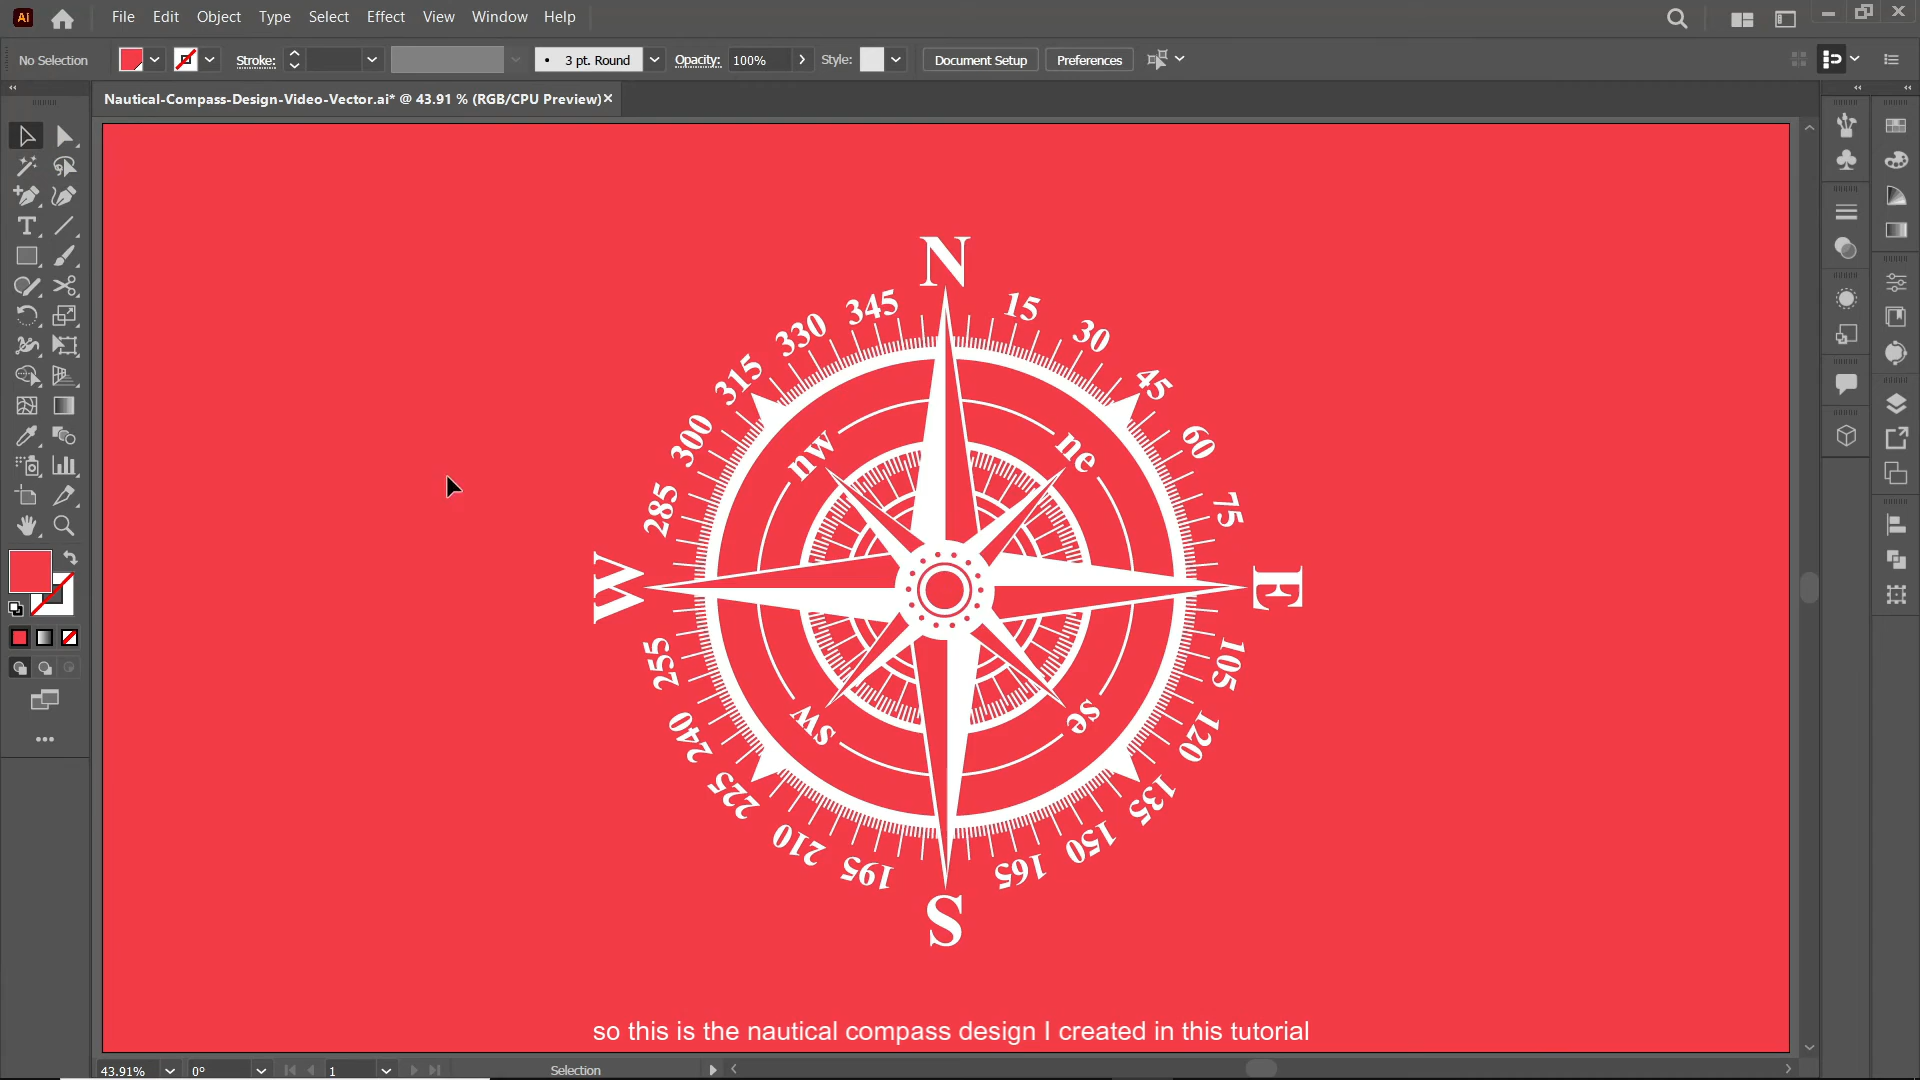 Ai File Edit Object Type Select Effect View Window Help
No Selection Stroke: 3 pt. Round Opacity: 100% Style: Document Setup Preferences
Nautical-Compass-Design-Video-Vector.ai* @ 43.91 % (RGB/CPU Preview)
N
15
30
45
60
75
E
105
120
135
150
165
S
195
210
225
240
255
W
285
300
315
330
345
nw
ne
se
sw
so this is the nautical compass design I created in this tutorial
43.91% 0° 1 Selection